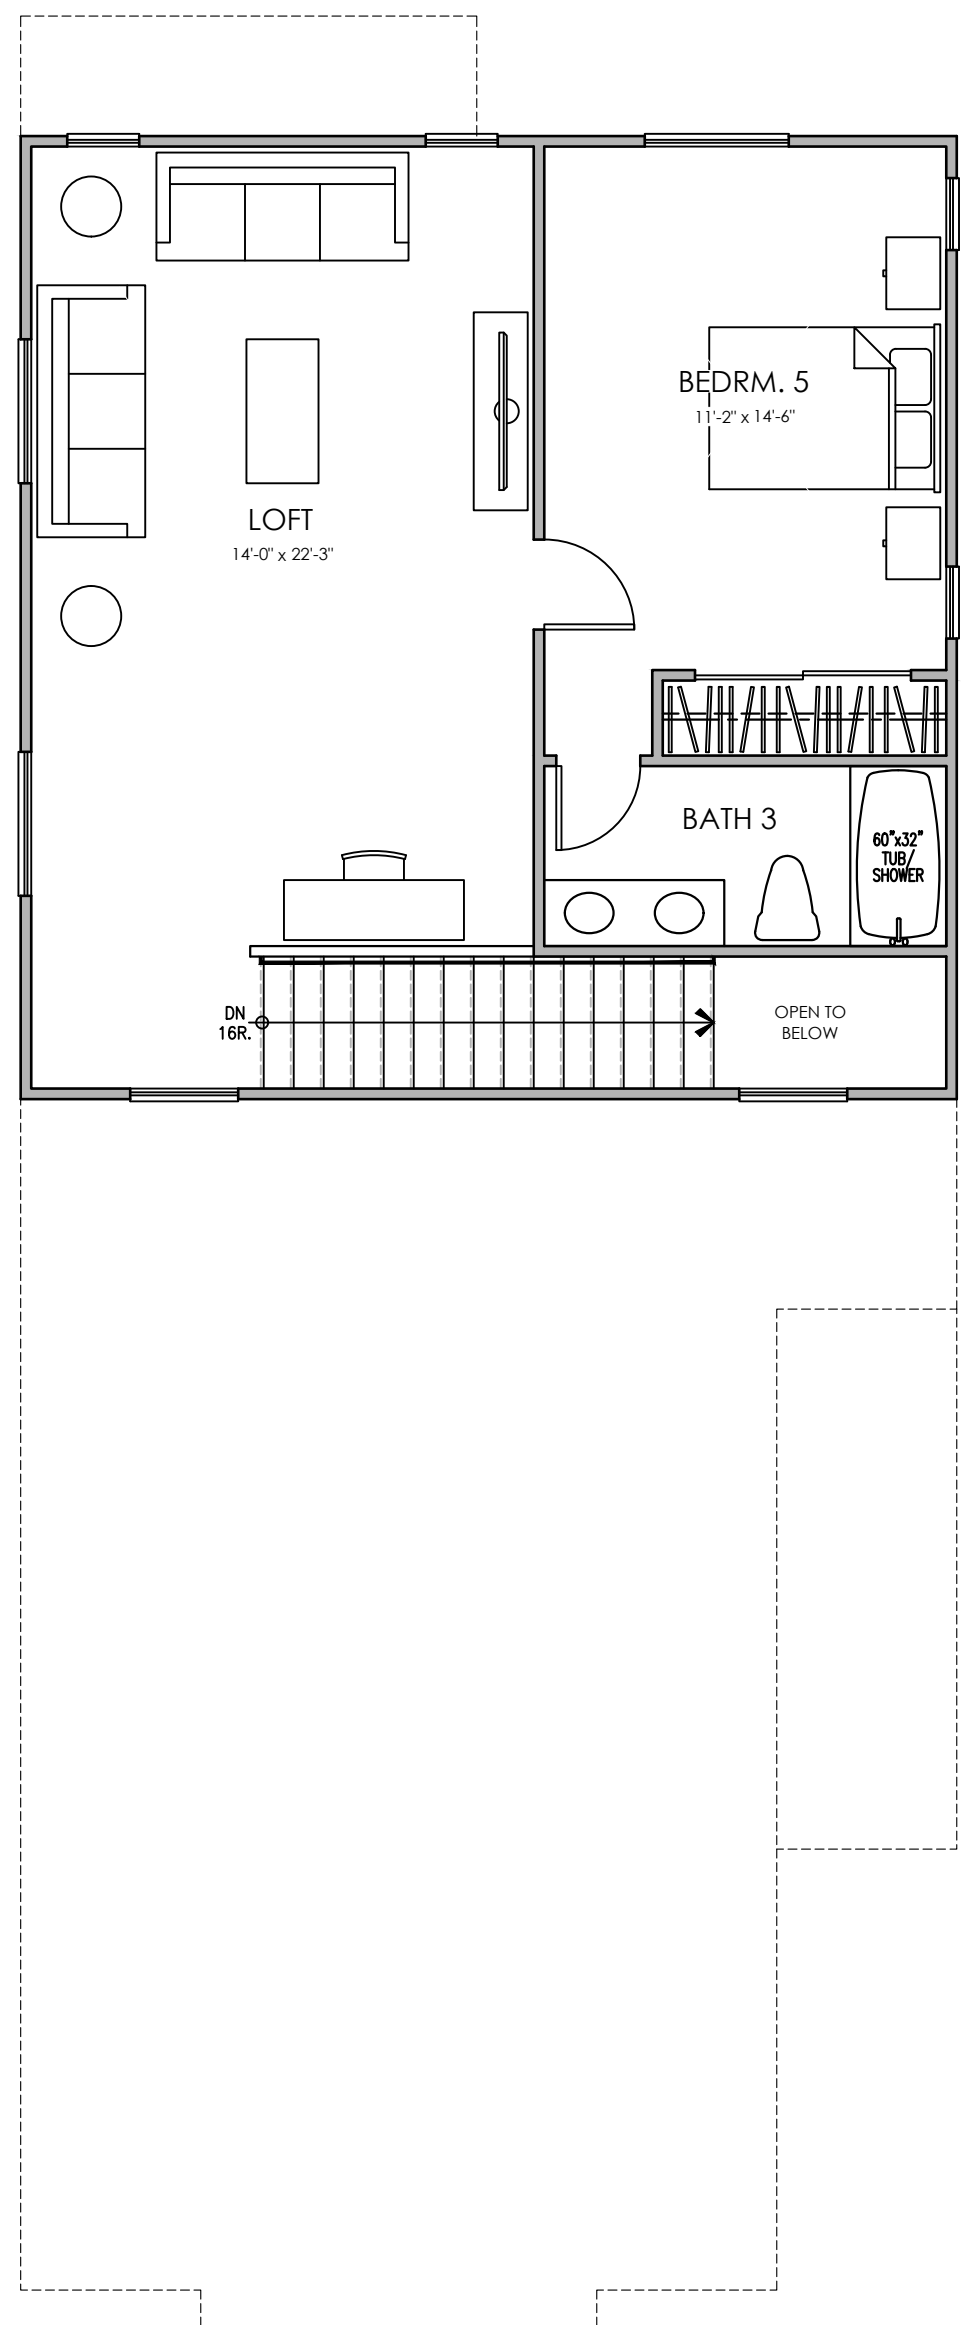 BEDRM. 5
11'-2" x 14'-6"
LOFT
14'-0" x 22'-3"
BATH 3
60"x32"
TUB/
SHOWER
DN
16R.
OPEN TO
BELOW